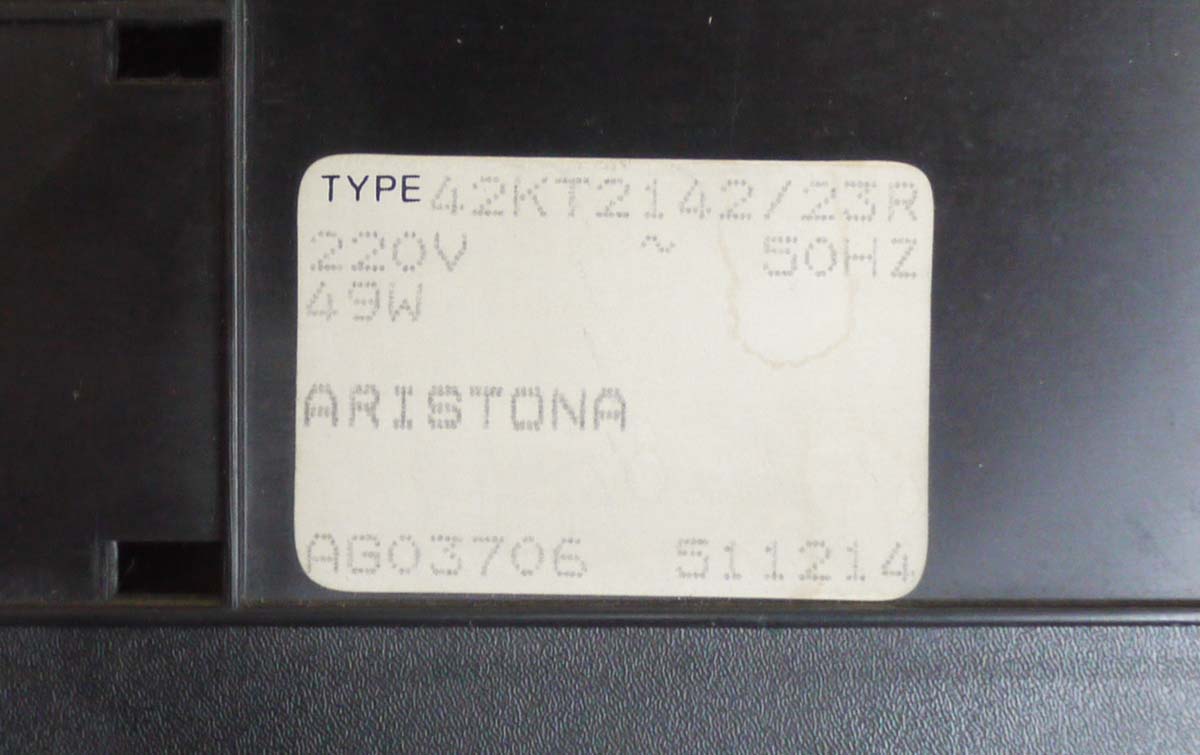 TYPE 42KT2142/23R
220V ~ 50HZ
49W
ARISTONA
AG03706 511214